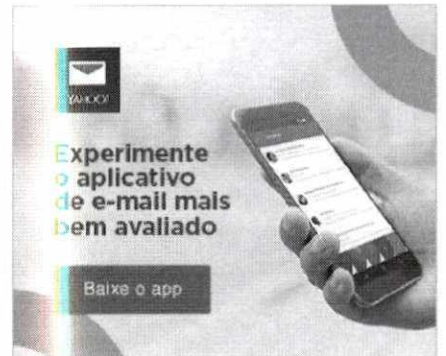 YAHOO!
Experimente
o aplicativo
de e-mail mais
bem avaliado
Baixe o app